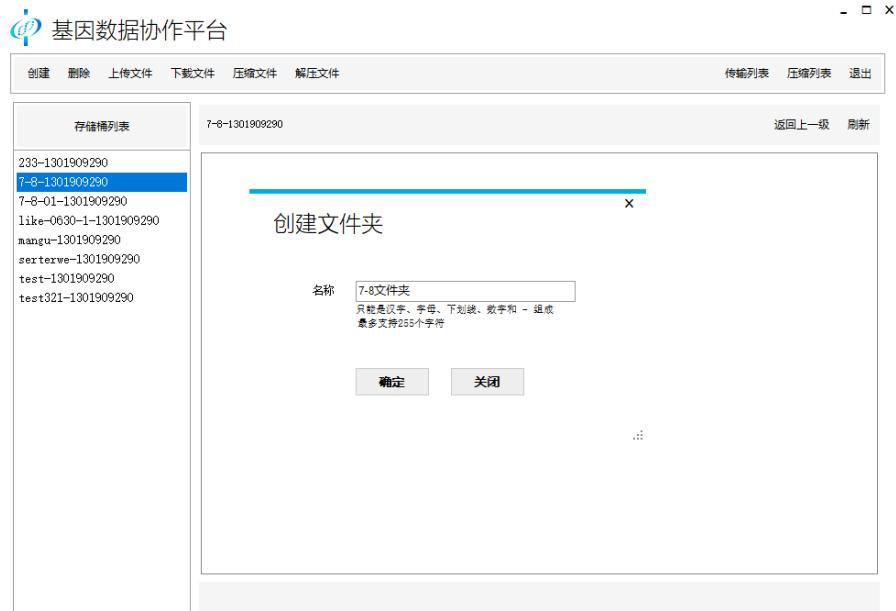 基因数据协作平台
创建 删除 上传文件 下载文件 压缩文件 解压文件 传输列表 压缩列表 退出
存储桶列表
7-8-1301909290 返回上一级 刷新
233-1301909290
7-8-1301909290
7-8-01-1301909290
like-0630-1-1301909290
mangu-1301909290
serterwe-1301909290
test-1301909290
test321-1301909290
创建文件夹
名称 7-8文件夹
只能是汉字、字母、下划线、数字和 - 组成
最多支持255个字符
确定 关闭